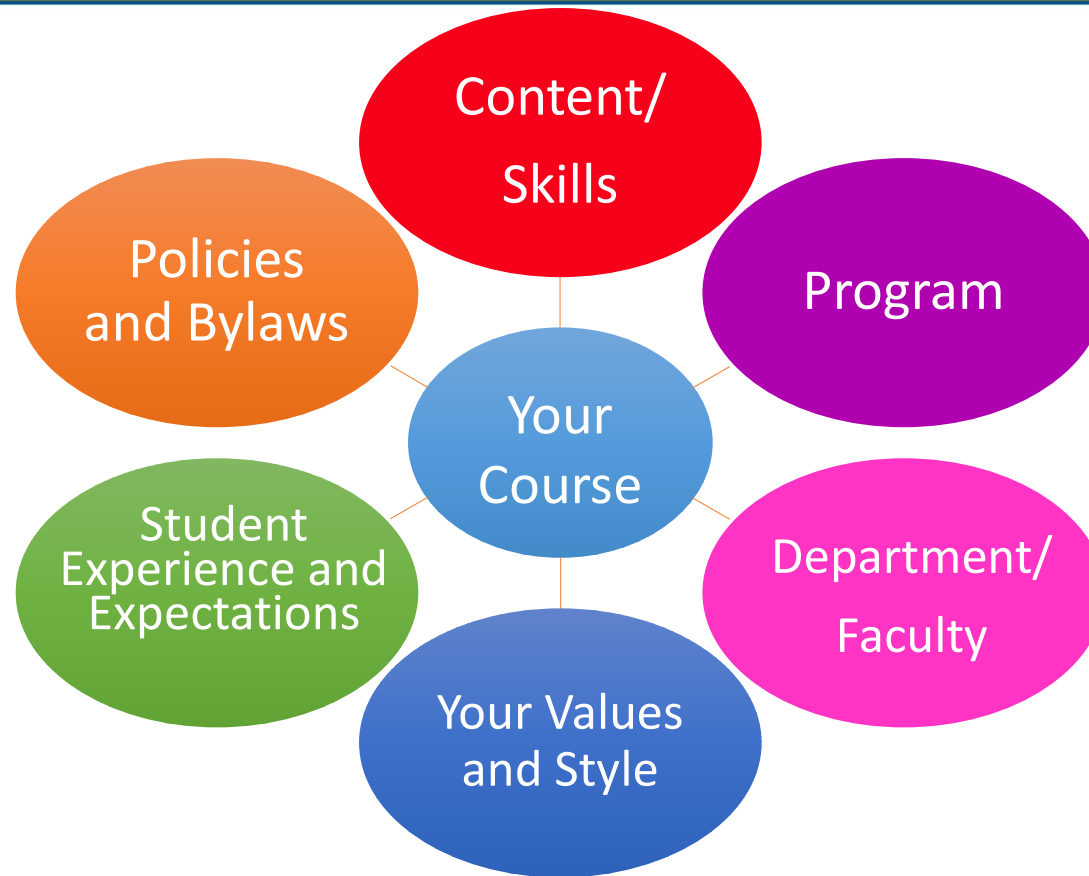 Content/
Skills
Policies
and Bylaws
Program
Your
Course
Student
Experience and
Expectations
Department/
Faculty
Your Values
and Style